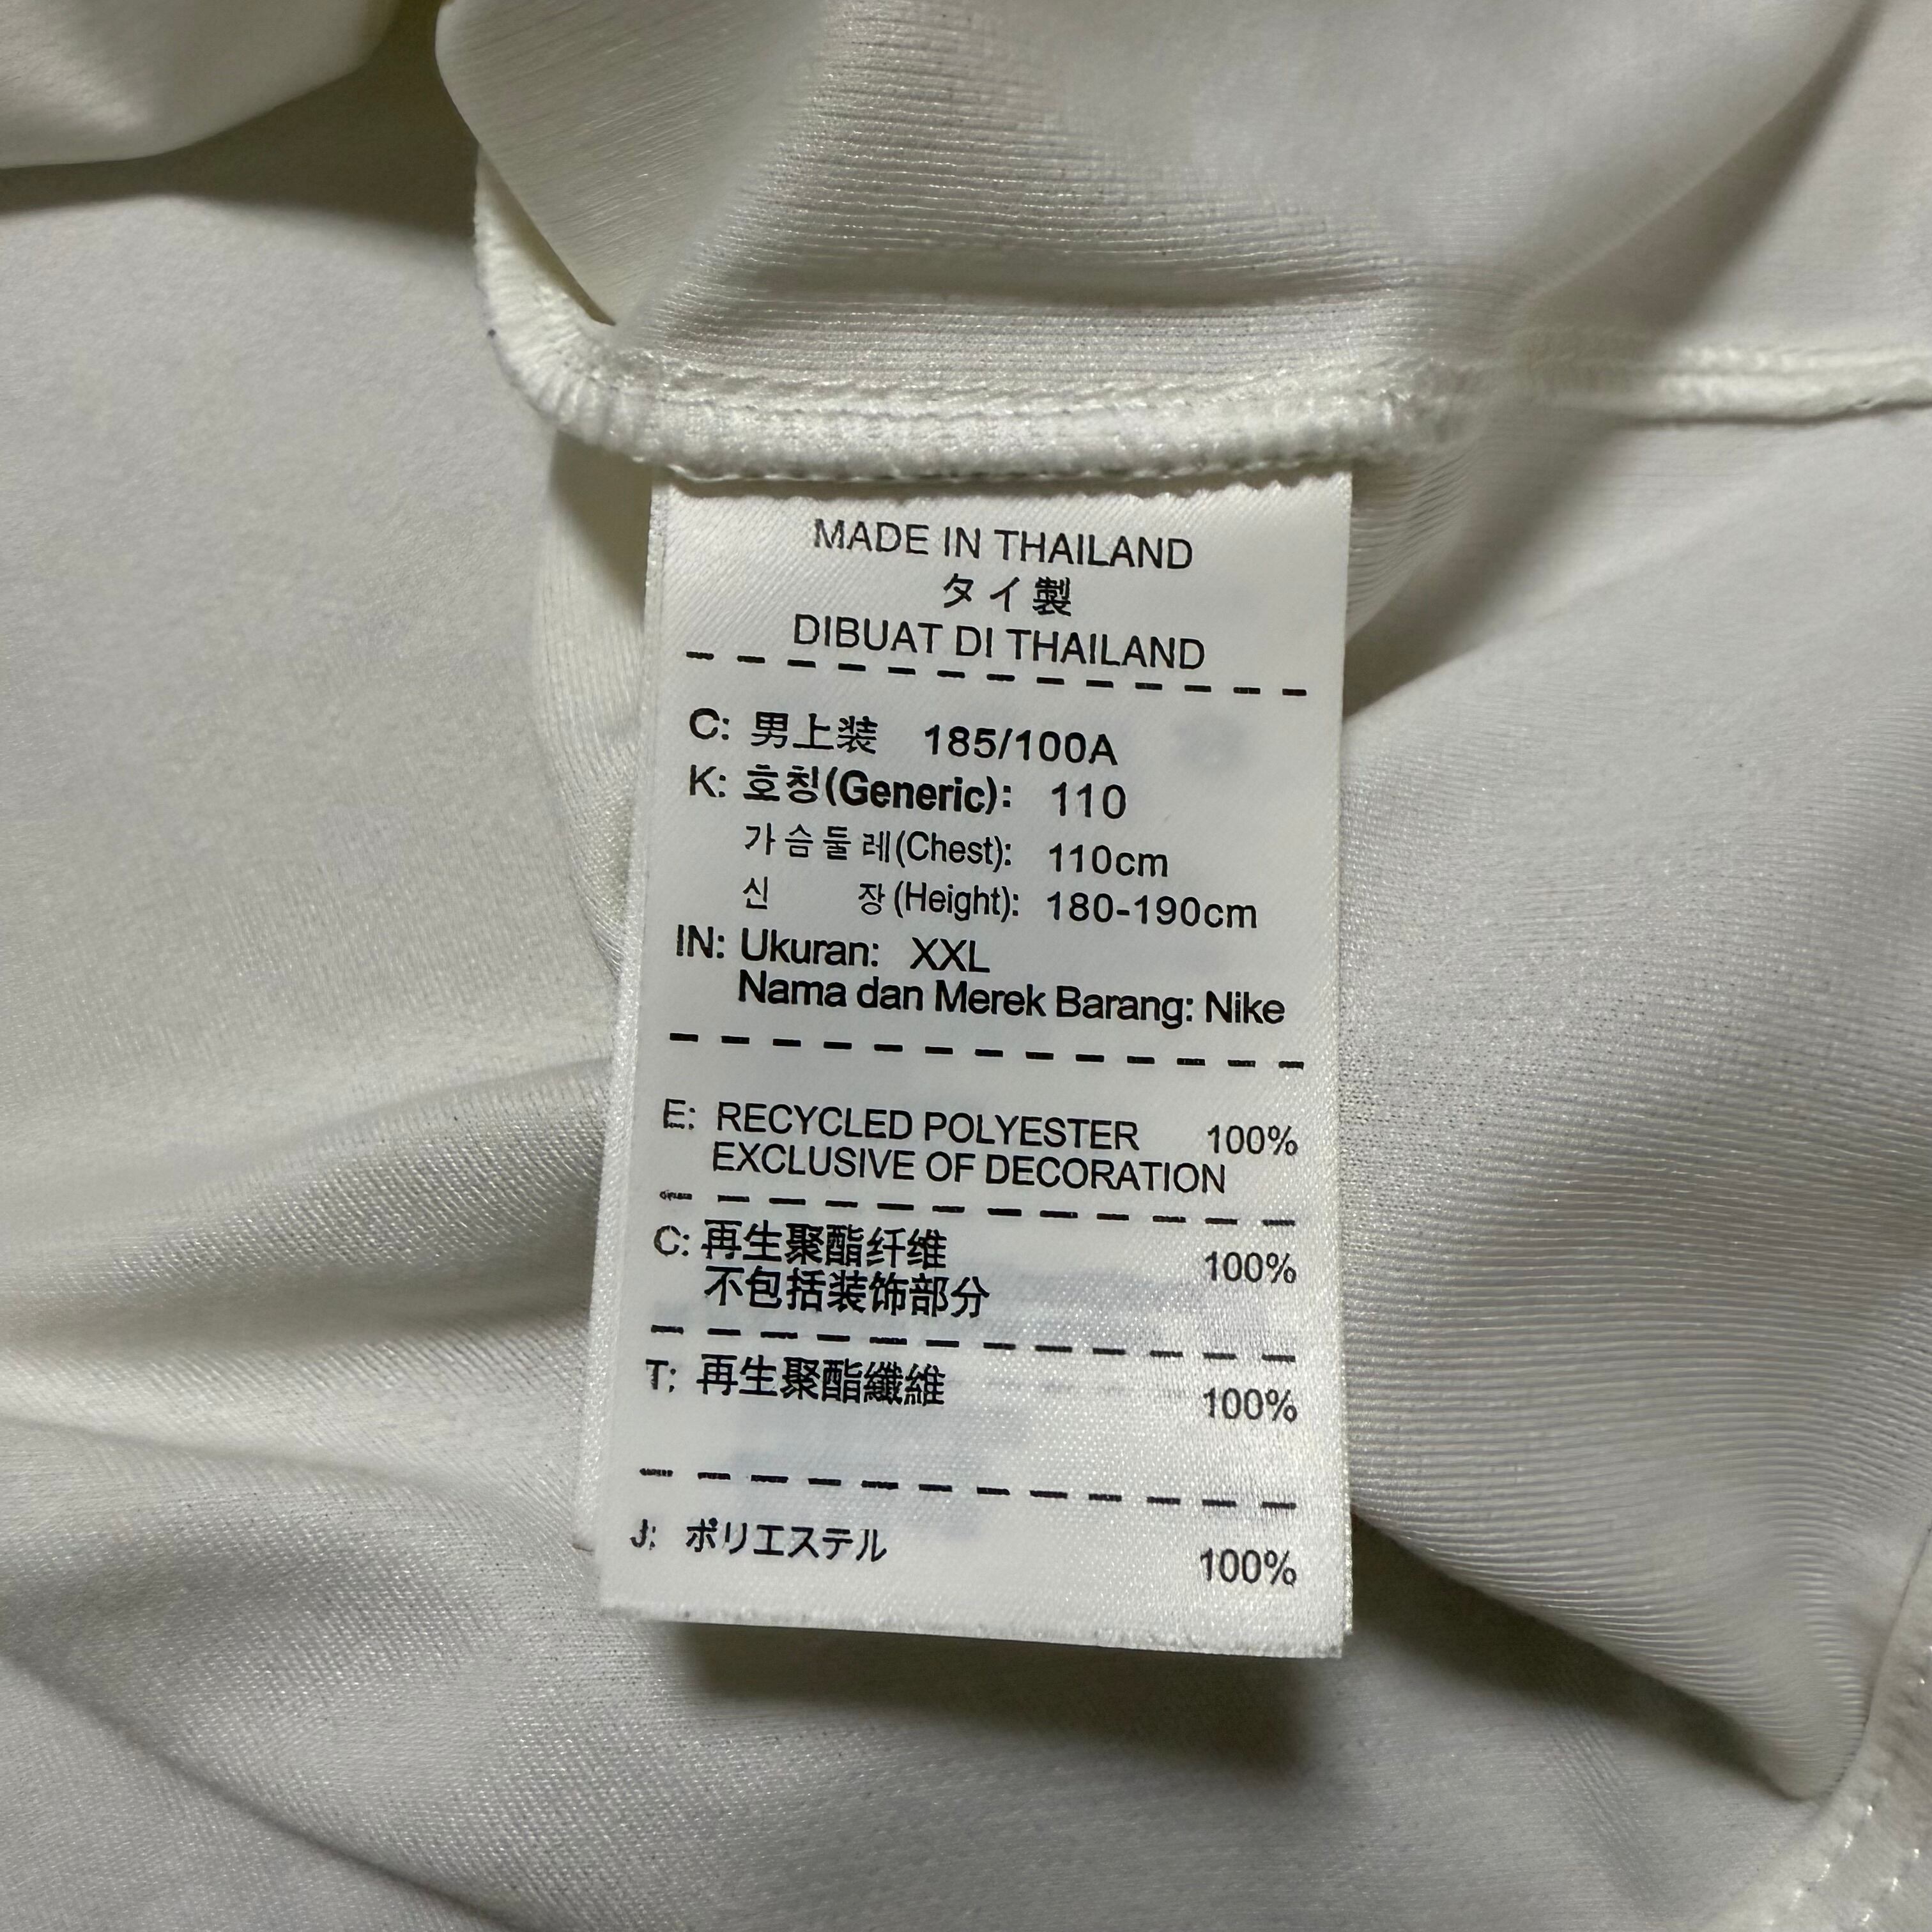 MADE IN THAILAND
タイ製
DIBUAT DI THAILAND
C: 男上装 185/100A
K: 호칭(Generic): 110
가슴둘레(Chest): 110cm
신 장(Height): 180-190cm
IN: Ukuran: XXL
Nama dan Merek Barang: Nike
E: RECYCLED POLYESTER 100%
EXCLUSIVE OF DECORATION
C: 再生聚酯纤维 100%
不包括装饰部分
T: 再生聚酯纖維 100%
J: ポリエステル 100%